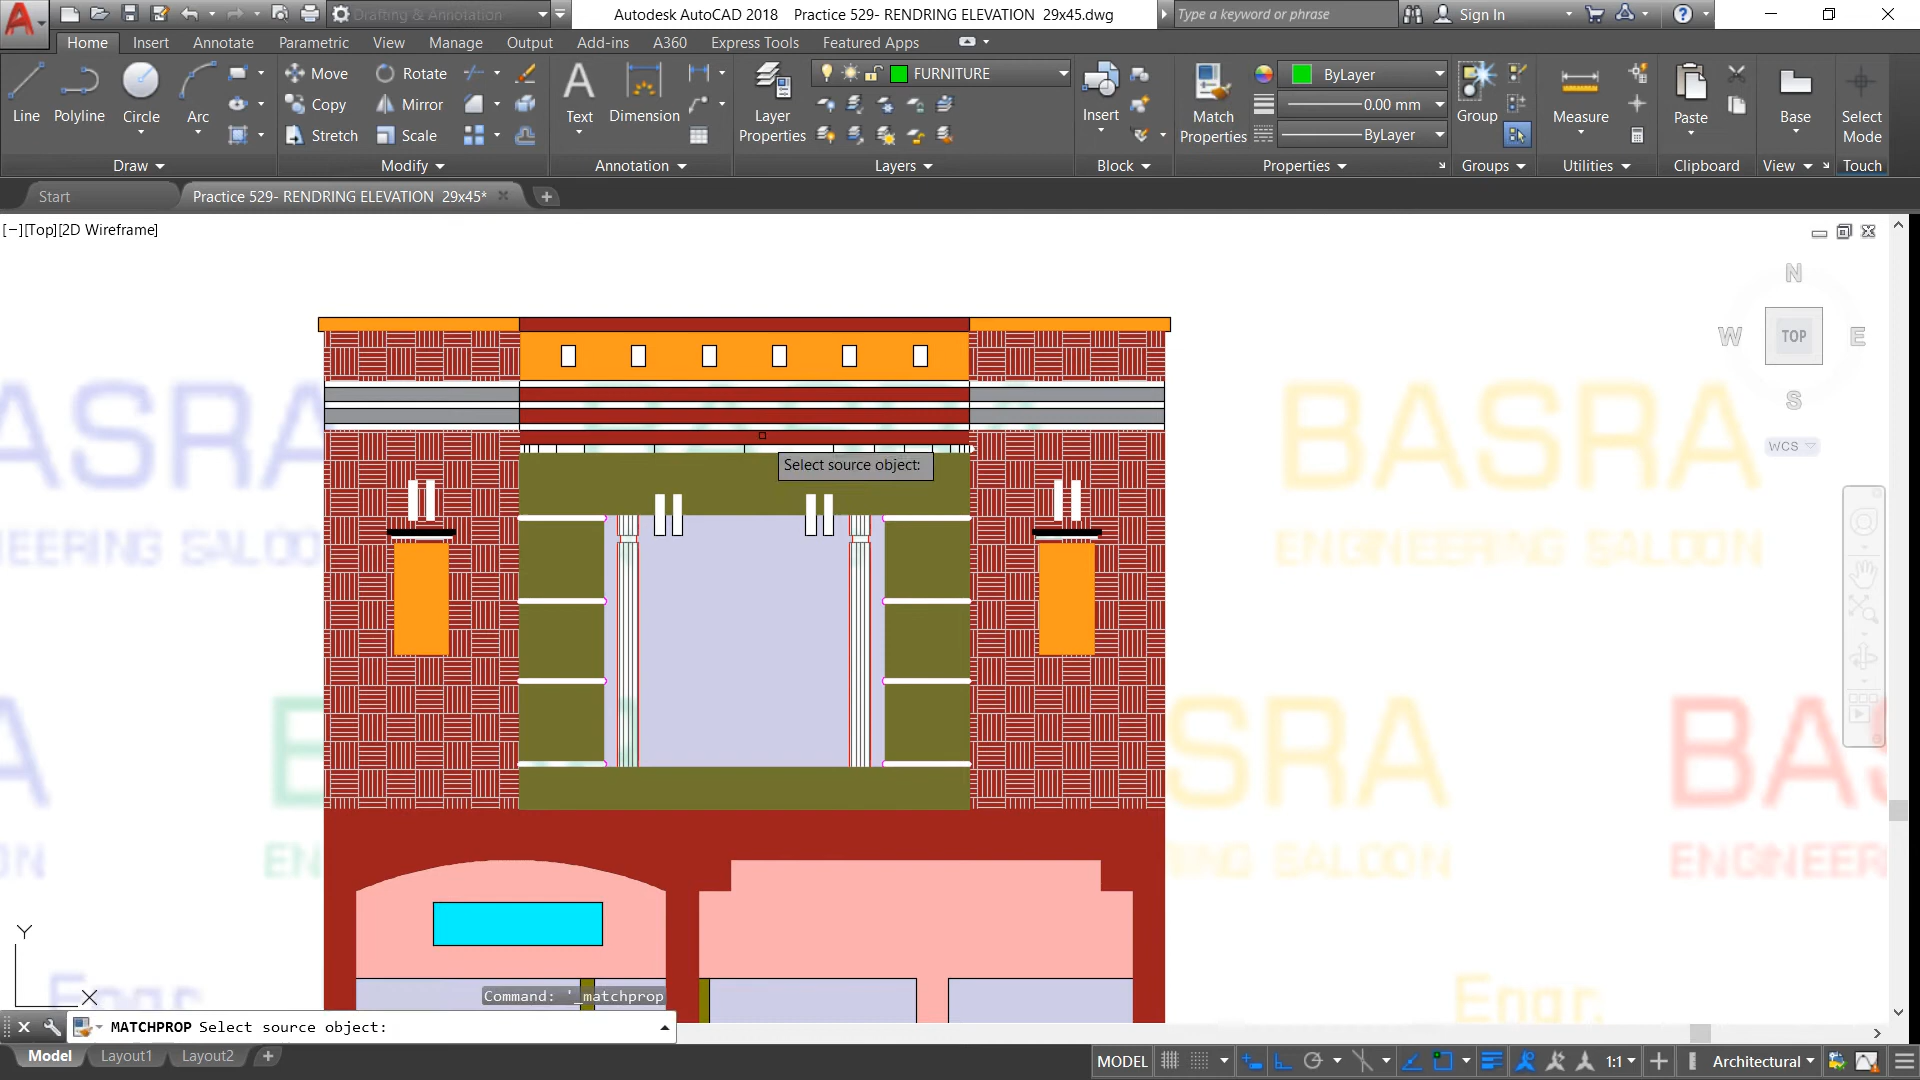 Drafting & Annotation
Autodesk AutoCAD 2018 Practice 529- RENDRING ELEVATION 29x45.dwg
Type a keyword or phrase
Sign In
Home Insert Annotate Parametric View Manage Output Add-ins A360 Express Tools Featured Apps
Line Polyline Circle Arc
Move Rotate
Copy Mirror
Stretch Scale
Text Dimension
Layer Properties
FURNITURE
Insert
Match Properties
ByLayer
0.00 mm
ByLayer
Group
Measure
Paste
Base
Select Mode
Draw Modify Annotation Layers Block Properties Groups Utilities Clipboard View Touch
Start Practice 529- RENDRING ELEVATION 29x45*
[−][Top][2D Wireframe]
N
W TOP E
S
WCS
BASRA
ENGINEERING SALOON
Select source object:
Y
X
Engr.
Command: '_matchprop
MATCHPROP Select source object:
Model Layout1 Layout2
MODEL 1:1 Architectural